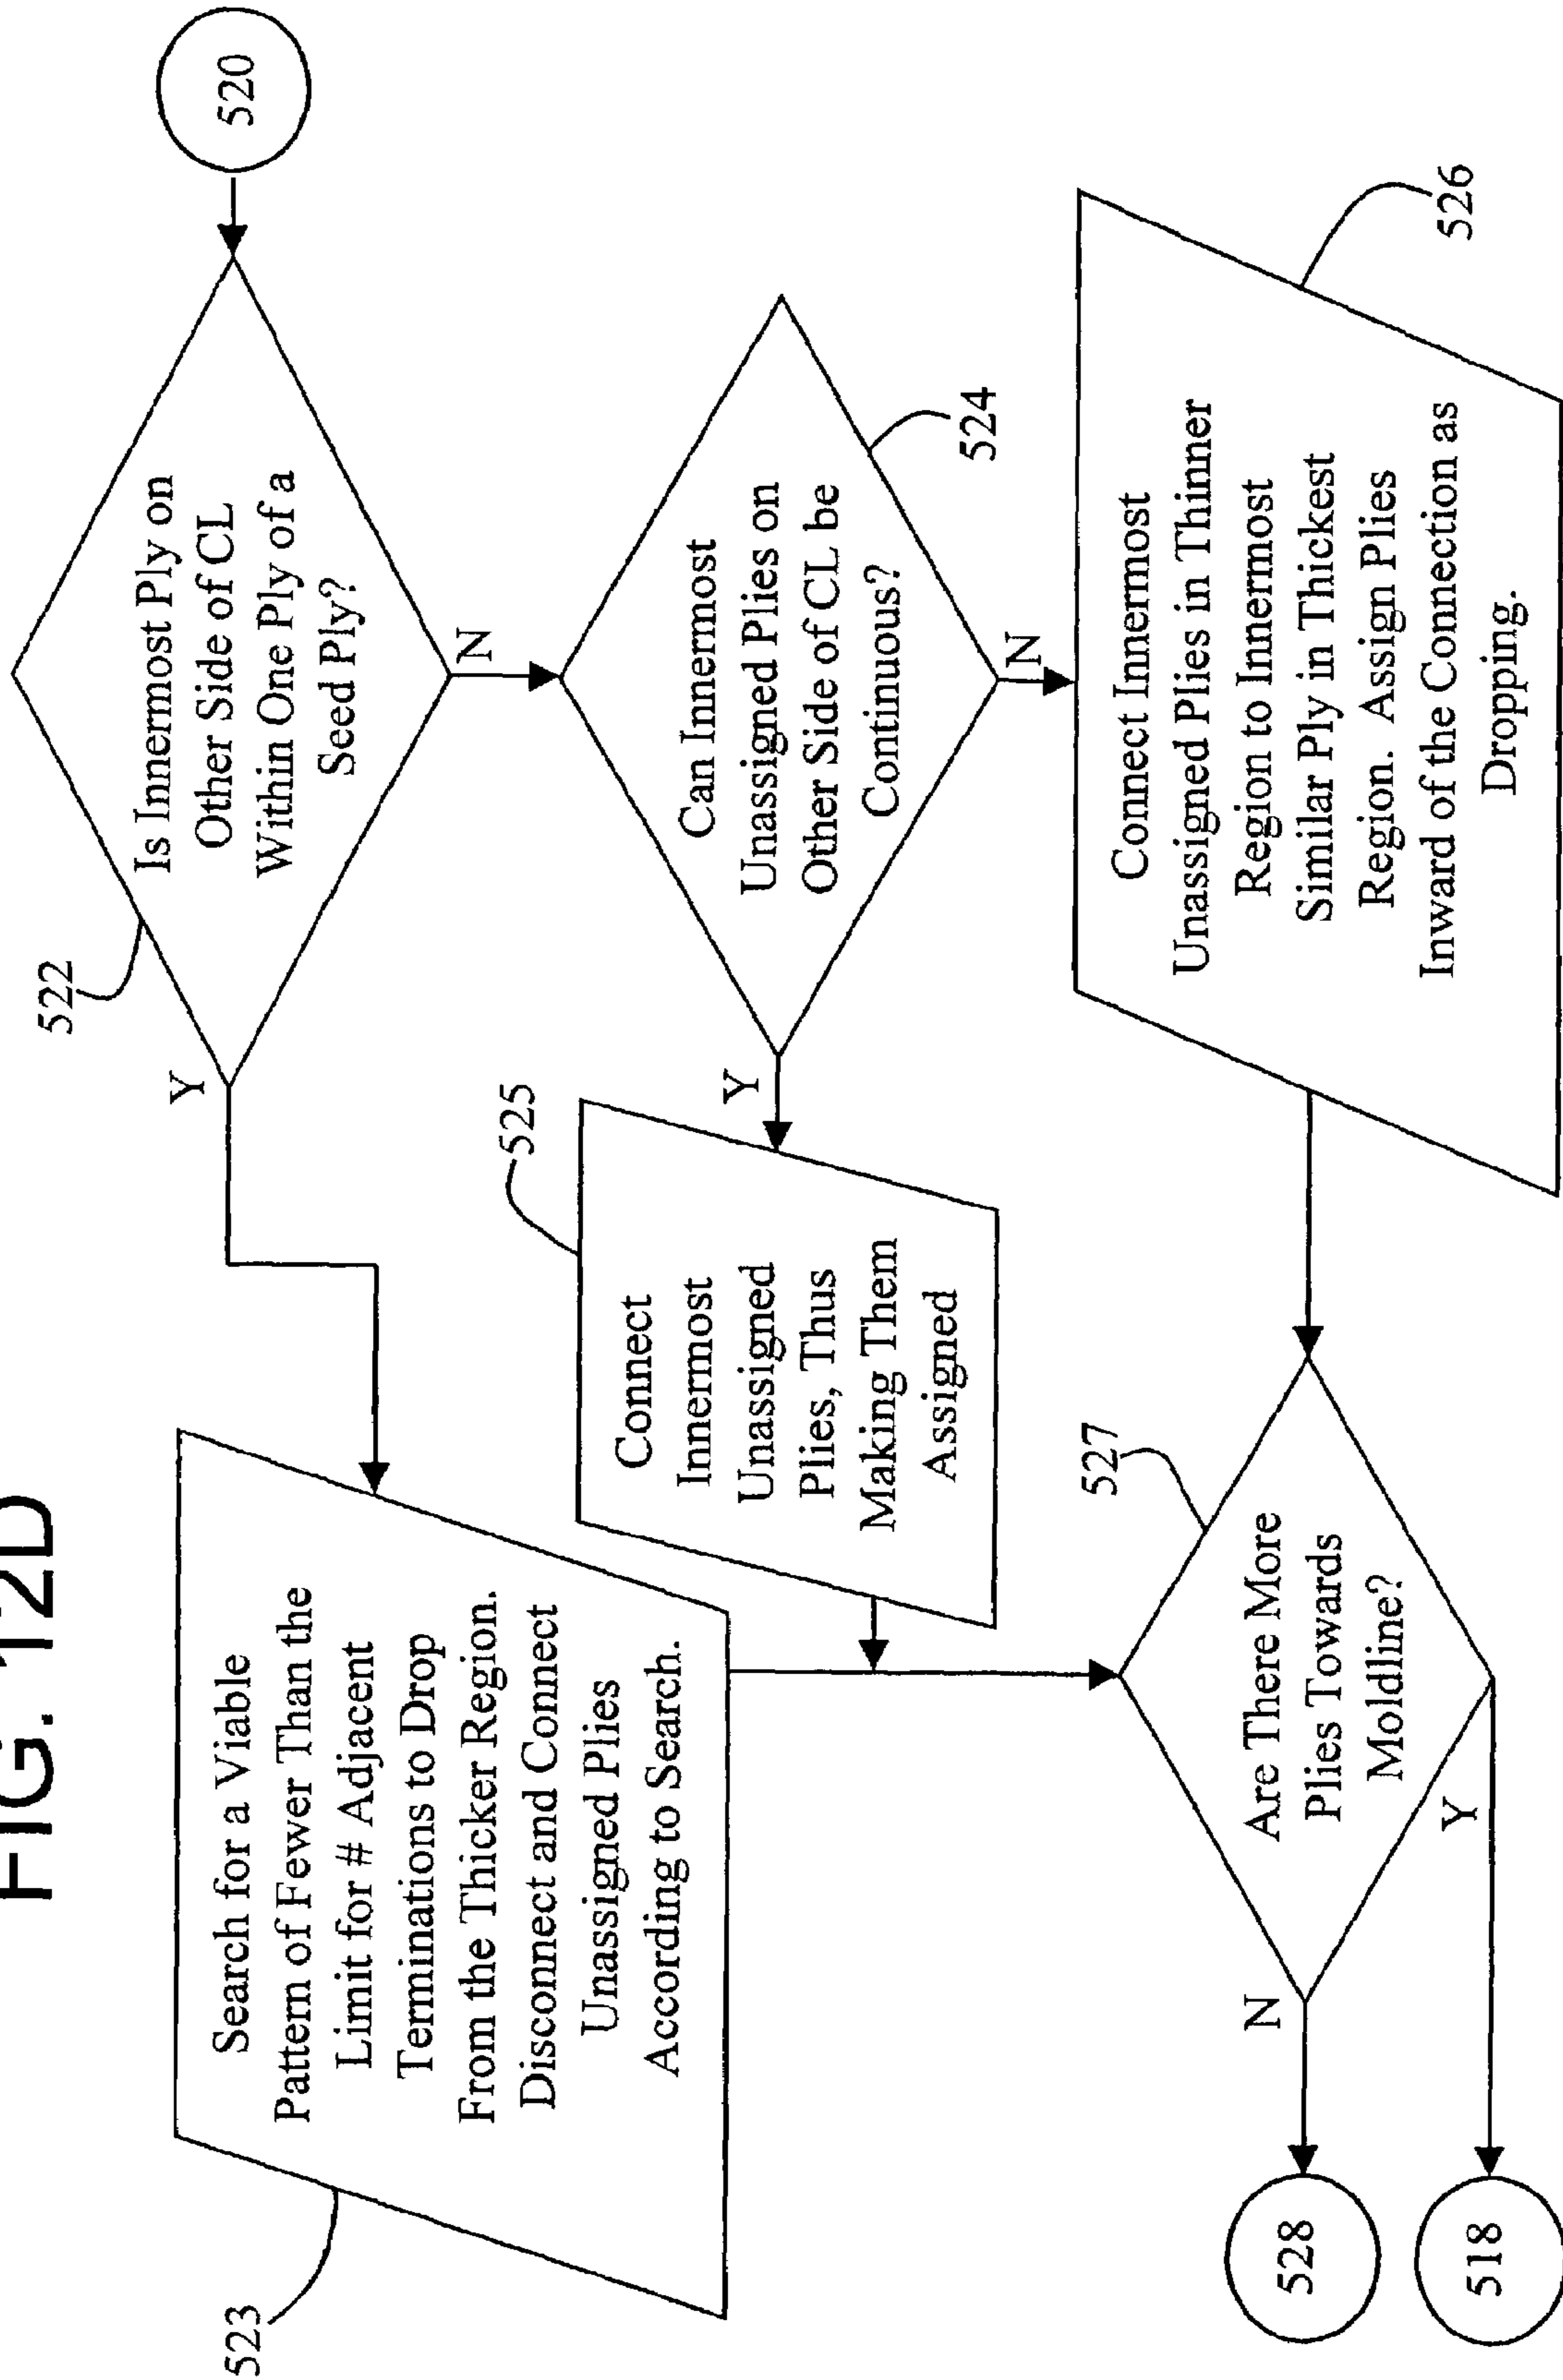 FIG. 12D
520
522
Is Innermost Ply on
Other Side of CL
Within One Ply of a
Seed Ply?
Y
N
523
Search for a Viable
Pattern of Fewer Than the
Limit for # Adjacent
Terminations to Drop
From the Thicker Region.
Disconnect and Connect
Unassigned Plies
According to Search.
524
Can Innermost
Unassigned Plies on
Other Side of CL be
Continuous?
Y
N
525
Connect
Innermost
Unassigned
Plies, Thus
Making Them
Assigned
526
Connect Innermost
Unassigned Plies in Thinner
Region to Innermost
Similar Ply in Thickest
Region. Assign Plies
Inward of the Connection as
Dropping.
527
Are There More
Plies Towards
Moldline?
N
Y
528
518